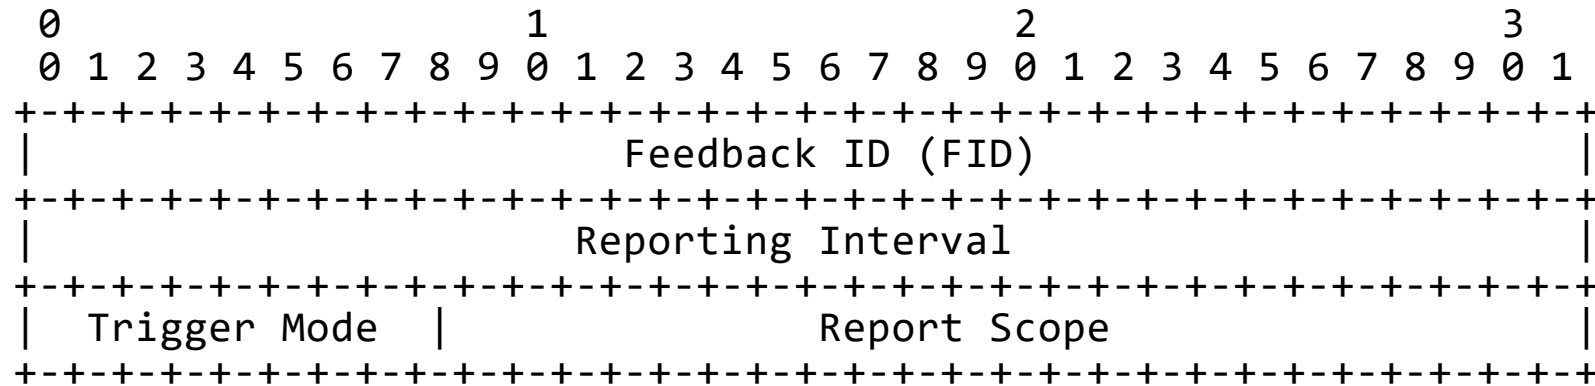 0                   1                   2                   3
 0 1 2 3 4 5 6 7 8 9 0 1 2 3 4 5 6 7 8 9 0 1 2 3 4 5 6 7 8 9 0 1
+-+-+-+-+-+-+-+-+-+-+-+-+-+-+-+-+-+-+-+-+-+-+-+-+-+-+-+-+-+-+-+-+
|                        Feedback ID (FID)                      |
+-+-+-+-+-+-+-+-+-+-+-+-+-+-+-+-+-+-+-+-+-+-+-+-+-+-+-+-+-+-+-+-+
|                      Reporting Interval                       |
+-+-+-+-+-+-+-+-+-+-+-+-+-+-+-+-+-+-+-+-+-+-+-+-+-+-+-+-+-+-+-+-+
|  Trigger Mode  |               Report Scope                   |
+-+-+-+-+-+-+-+-+-+-+-+-+-+-+-+-+-+-+-+-+-+-+-+-+-+-+-+-+-+-+-+-+